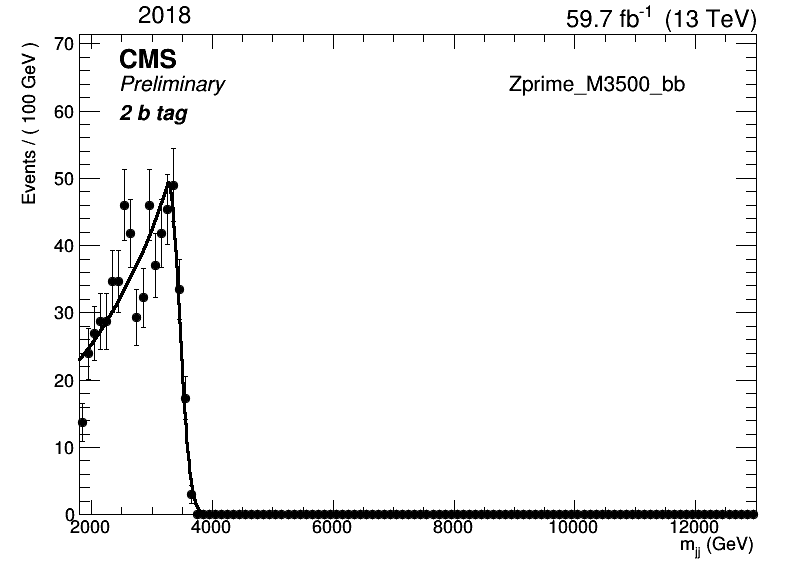 2018
59.7 fb⁻¹ (13 TeV)
CMS
Preliminary
2 b tag
Zprime_M3500_bb
Events / ( 100 GeV )
70
60
50
40
30
20
10
0
2000 4000 6000 8000 10000 12000
m_jj (GeV)